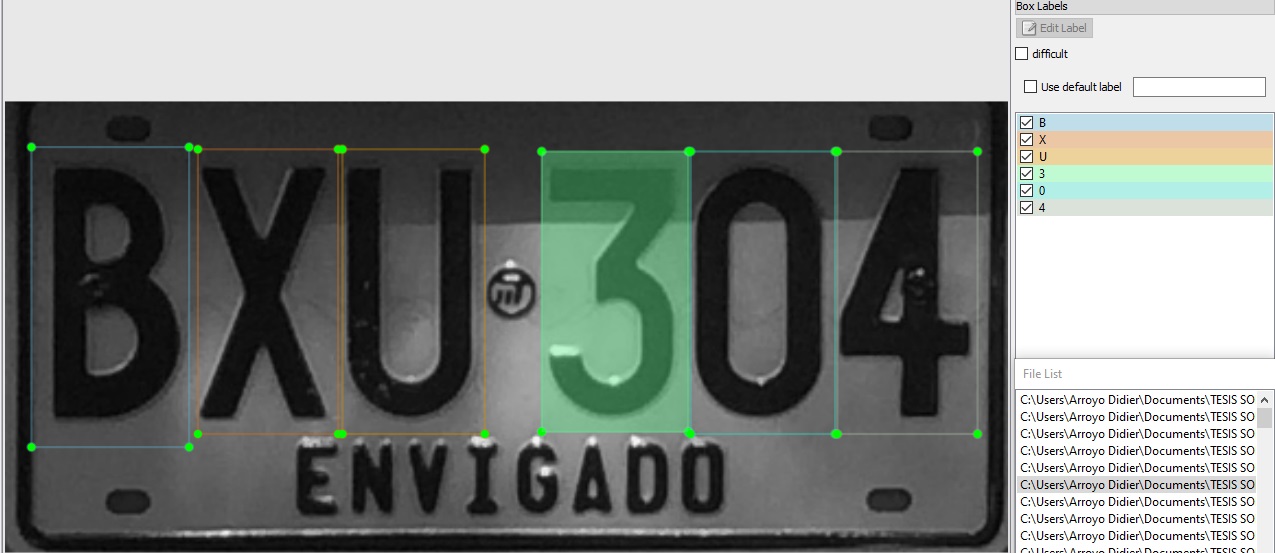 Box Labels
Edit Label
difficult
Use default label
B
X
U
3
0
4
BXU 304
ENVIGADO
File List
C:\Users\Arroyo Didier\Documents\TESIS SO
C:\Users\Arroyo Didier\Documents\TESIS SO
C:\Users\Arroyo Didier\Documents\TESIS SO
C:\Users\Arroyo Didier\Documents\TESIS SO
C:\Users\Arroyo Didier\Documents\TESIS SO
C:\Users\Arroyo Didier\Documents\TESIS SO
C:\Users\Arroyo Didier\Documents\TESIS SO
C:\Users\Arroyo Didier\Documents\TESIS SO
C:\Users\Arroyo Didier\Documents\TESIS SO